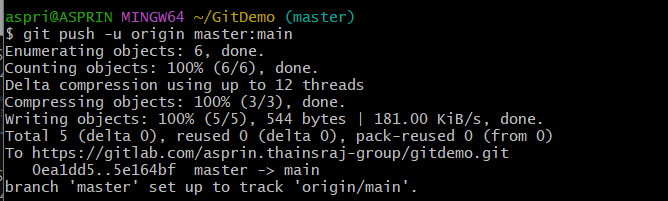 aspri@ASPRIN MINGW64 ~/GitDemo (master)
$ git push -u origin master:main
Enumerating objects: 6, done.
Counting objects: 100% (6/6), done.
Delta compression using up to 12 threads
Compressing objects: 100% (3/3), done.
Writing objects: 100% (5/5), 544 bytes | 181.00 KiB/s, done.
Total 5 (delta 0), reused 0 (delta 0), pack-reused 0 (from 0)
To https://gitlab.com/asprin.thainsraj-group/gitdemo.git
   0ea1dd5..5e164bf  master -> main
branch 'master' set up to track 'origin/main'.